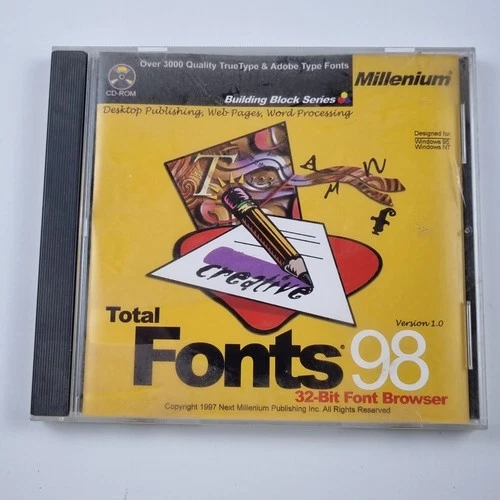 Over 3000 Quality TrueType & Adobe Type Fonts
CD-ROM
Millenium
Building Block Series
Desktop Publishing, Web Pages, Word Processing
Designed for
Windows 95
Windows NT
T
A
M
n
f
creative
Total
Version 1.0
Fonts 98
32-Bit Font Browser
Copyright 1997 Next Millenium Publishing Inc. All Rights Reserved